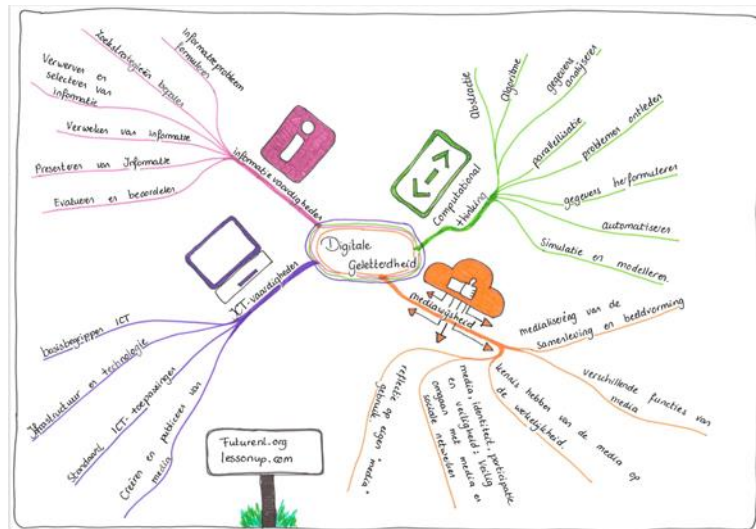 Digitale
Geletterdheid
informatie vaardigheden
Informatieprobleem
formuleren
Zoekstrategieën bepalen
Verwerven en
selecteren van
informatie
Verwerken van informatie
Presenteren van Informatie
Evalueren en beoordelen
Computational
thinking
abstractie
Algoritme
gegevens
analyseren
parallellisatie
problemen ontleden
gegevens herformuleren
automatiseren
Simulatie en modelleren.
mediawijsheid
medialisering van de
samenleving en beeldvorming
verschillende functies van
media
kennis hebben van de media op
de werkelijkheid.
media, identiteit, participatie
en veiligheid: veilig
omgaan met media en
sociale netwerken
reflectie op eigen "media"
gebruik.
ICT-vaardigheden
basisbegrippen ICT
Infrastructuur en technologie
Standaard ICT-toepassingen
Creëren en publiceren van
media
Futurenl.org
lessonup.com